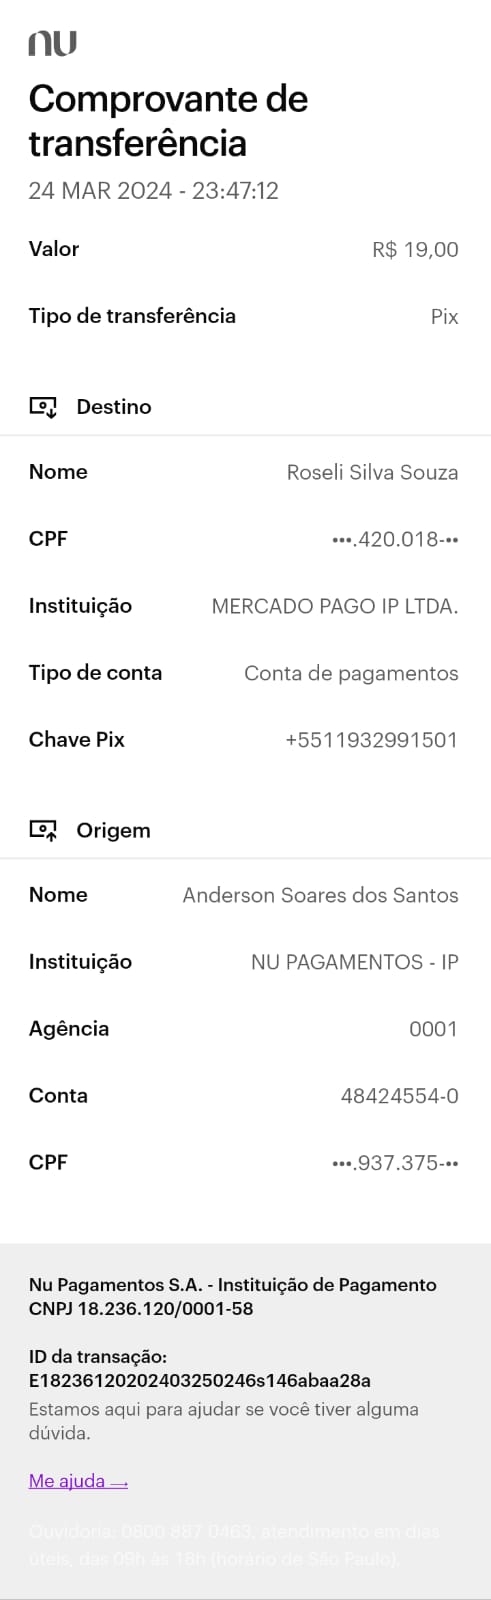 nu
Comprovante de
transferência
24 MAR 2024 - 23:47:12
Valor R$ 19,00
Tipo de transferência Pix
Destino
Nome Roseli Silva Souza
CPF •••.420.018-••
Instituição MERCADO PAGO IP LTDA.
Tipo de conta Conta de pagamentos
Chave Pix +5511932991501
Origem
Nome Anderson Soares dos Santos
Instituição NU PAGAMENTOS - IP
Agência 0001
Conta 48424554-0
CPF •••.937.375-••
Nu Pagamentos S.A. - Instituição de Pagamento
CNPJ 18.236.120/0001-58
ID da transação:
E18236120202403250246s146abaa28a
Estamos aqui para ajudar se você tiver alguma
dúvida.
Me ajuda →
Ouvidoria: 0800 887 0463, atendimento em dias
úteis, das 09h às 18h (horário de São Paulo).